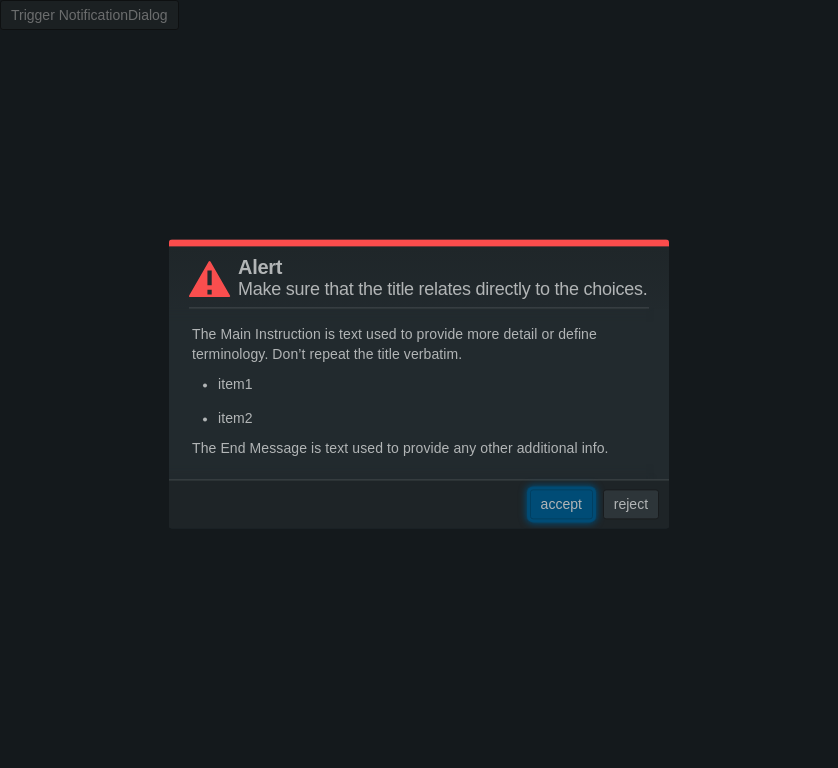 Trigger NotificationDialog
Alert
Make sure that the title relates directly to the choices.
The Main Instruction is text used to provide more detail or define
terminology. Don’t repeat the title verbatim.
• item1
• item2
The End Message is text used to provide any other additional info.
accept reject